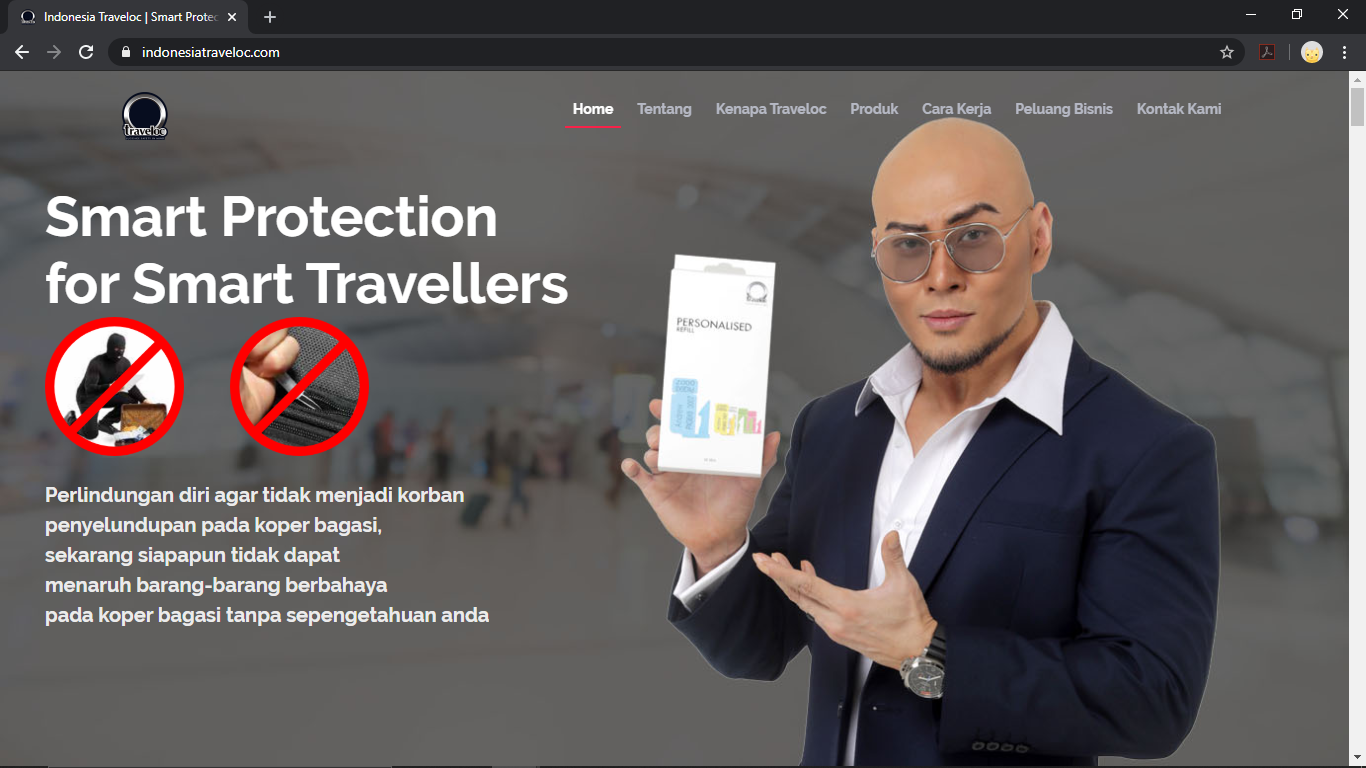 Indonesia Traveloc | Smart Protec
indonesiatraveloc.com
traveloc
Home
Tentang
Kenapa Traveloc
Produk
Cara Kerja
Peluang Bisnis
Kontak Kami
Smart Protection
for Smart Travellers
PERSONALISED
REFILL
Perlindungan diri agar tidak menjadi korban
penyelundupan pada koper bagasi,
sekarang siapapun tidak dapat
menaruh barang-barang berbahaya
pada koper bagasi tanpa sepengetahuan anda